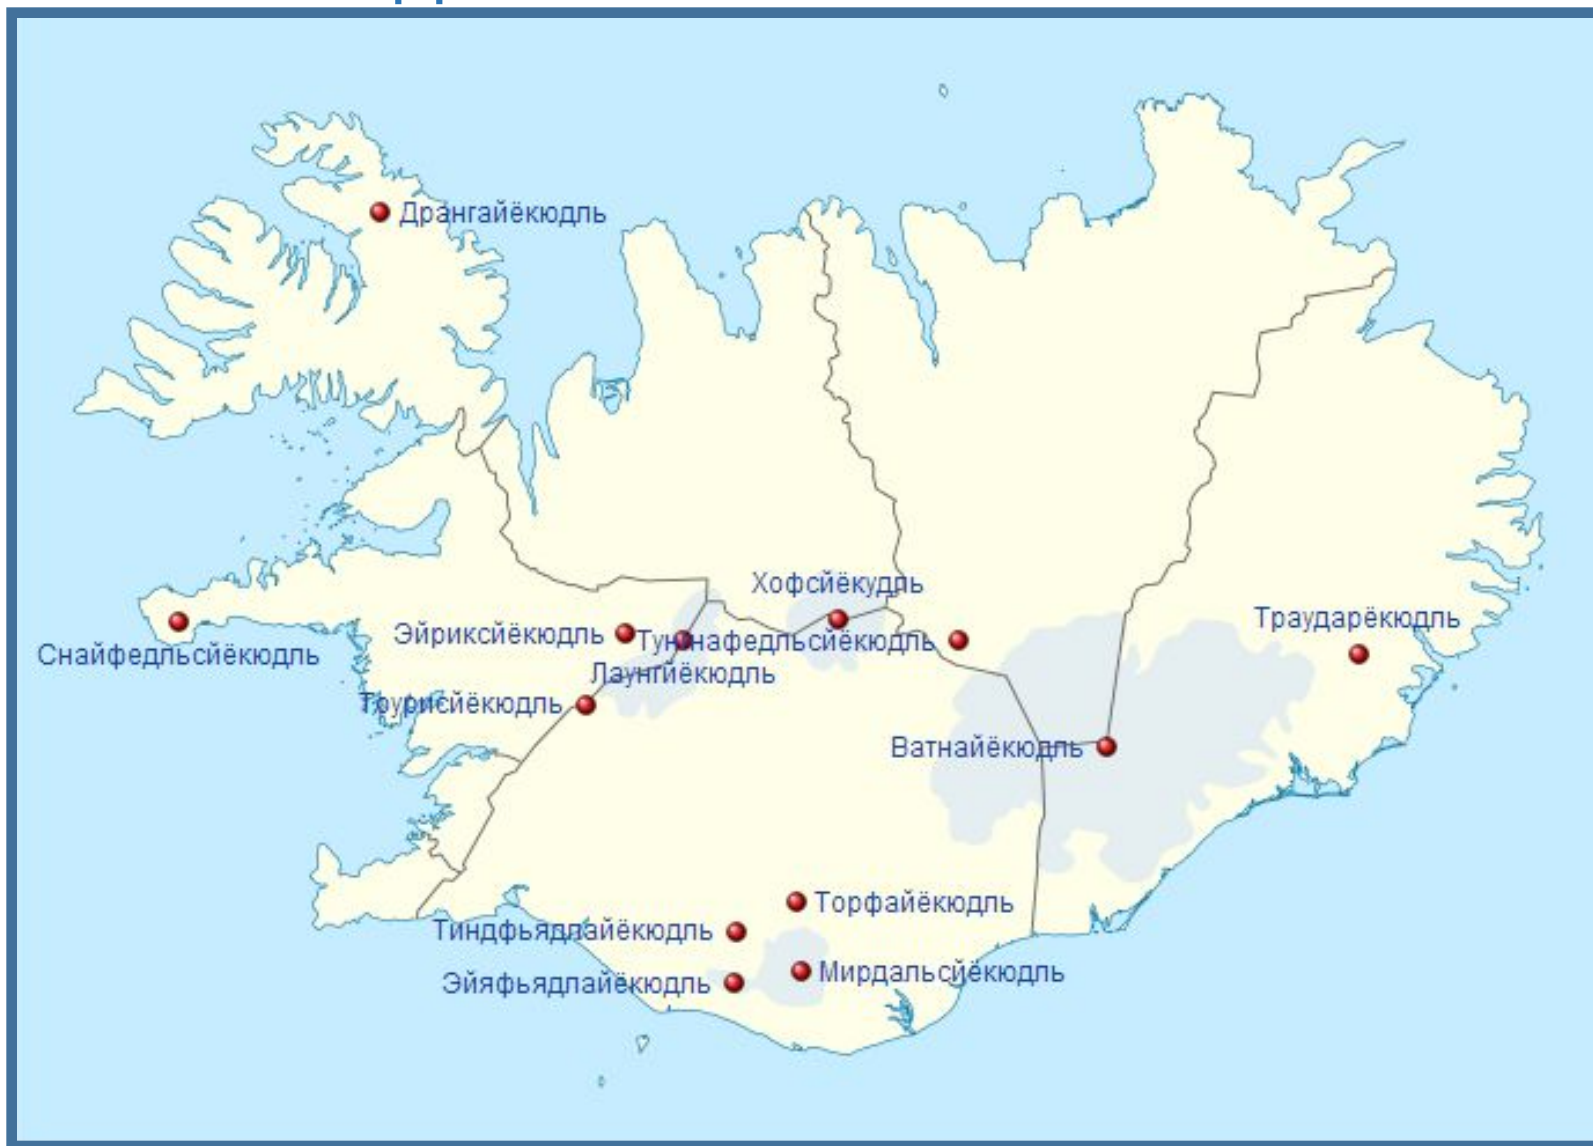 Дрангайёкюдль
Хофсйёкудль
Траударёкюдль
Эйриксйёкюдль
Тунгнафедльсйёкюдль
Снайфедльсйёкюдль
Лаунгйёкюдль
Тоурисйёкюдль
Ватнайёкюдль
Торфайёкюдль
Тиндфьядлайёкюдль
Мирдальсйёкюдль
Эйяфьядлайёкюдль